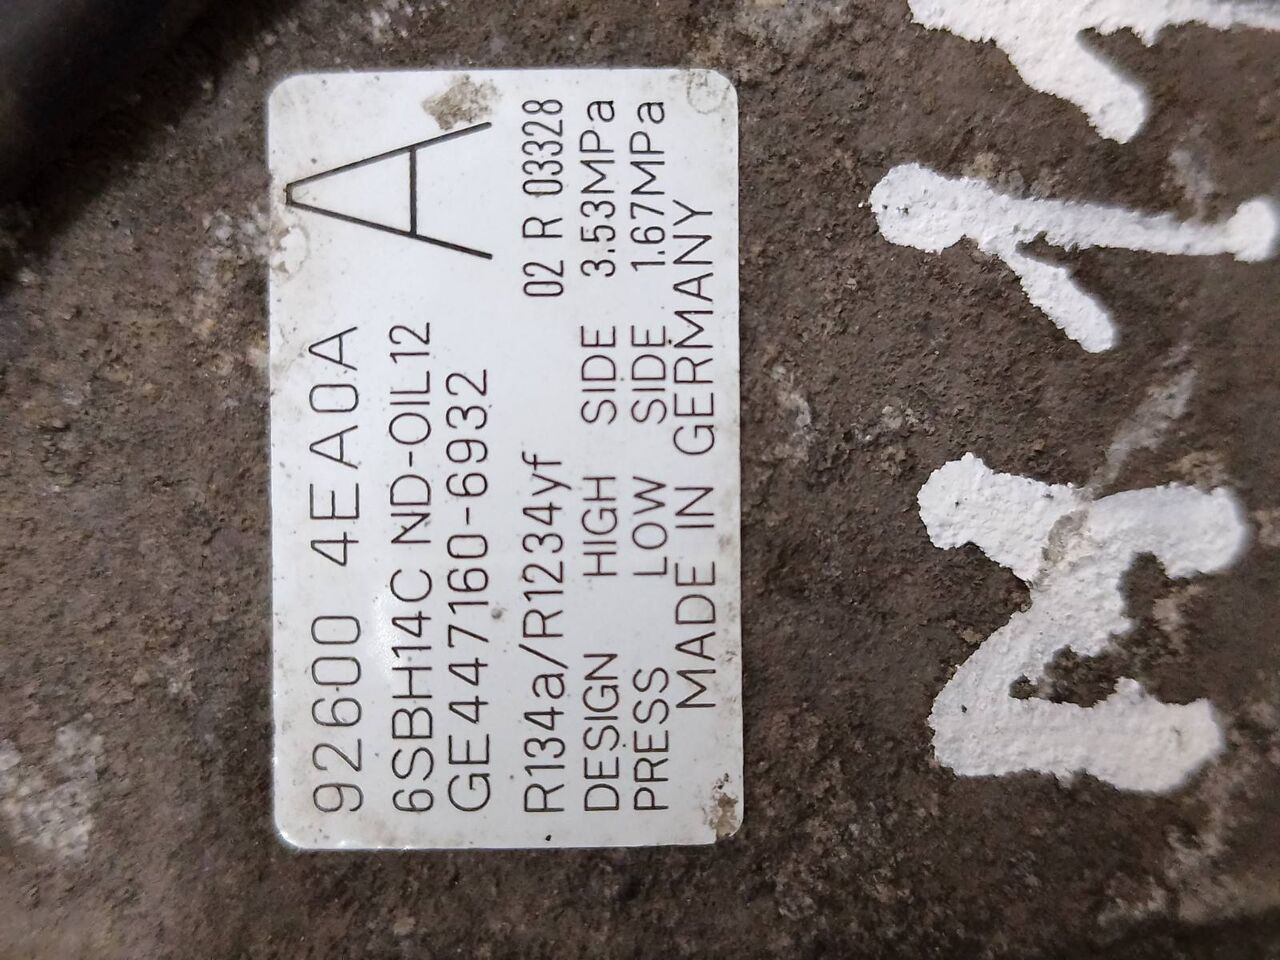 92600 4EA0A
A
6SBH14C ND-OIL12
GE447160-6932
R134a/R1234yf 02 R 03328
DESIGN HIGH SIDE 3.53MPa
PRESS LOW SIDE 1.67MPa
MADE IN GERMANY